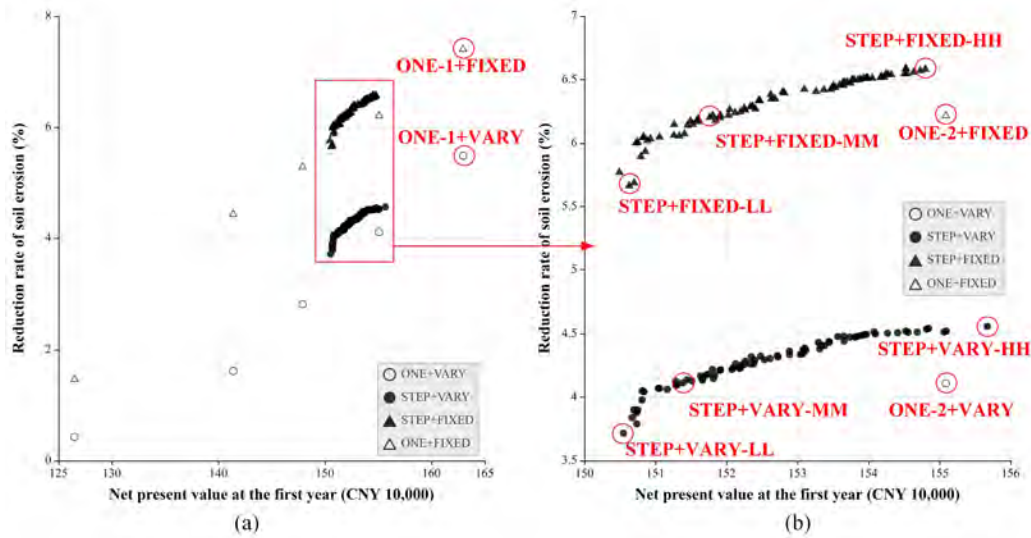 8
6
4
2
0
125
130
140
150
160
165
Reduction rate of soil erosion (%)
Net present value at the first year (CNY 10,000)
ONE-1+FIXED
ONE-1+VARY
ONE+VARY
STEP+VARY
STEP+FIXED
ONE+FIXED
(a)
7
6.5
6
5.5
5
4.5
4
3.5
150
151
152
153
154
155
156
Reduction rate of soil erosion (%)
Net present value at the first year (CNY 10,000)
STEP+FIXED-HH
ONE-2+FIXED
STEP+FIXED-MM
STEP+FIXED-LL
ONE+VARY
STEP+VARY
STEP+FIXED
ONE+FIXED
STEP+VARY-HH
STEP+VARY-MM
ONE-2+VARY
STEP+VARY-LL
(b)